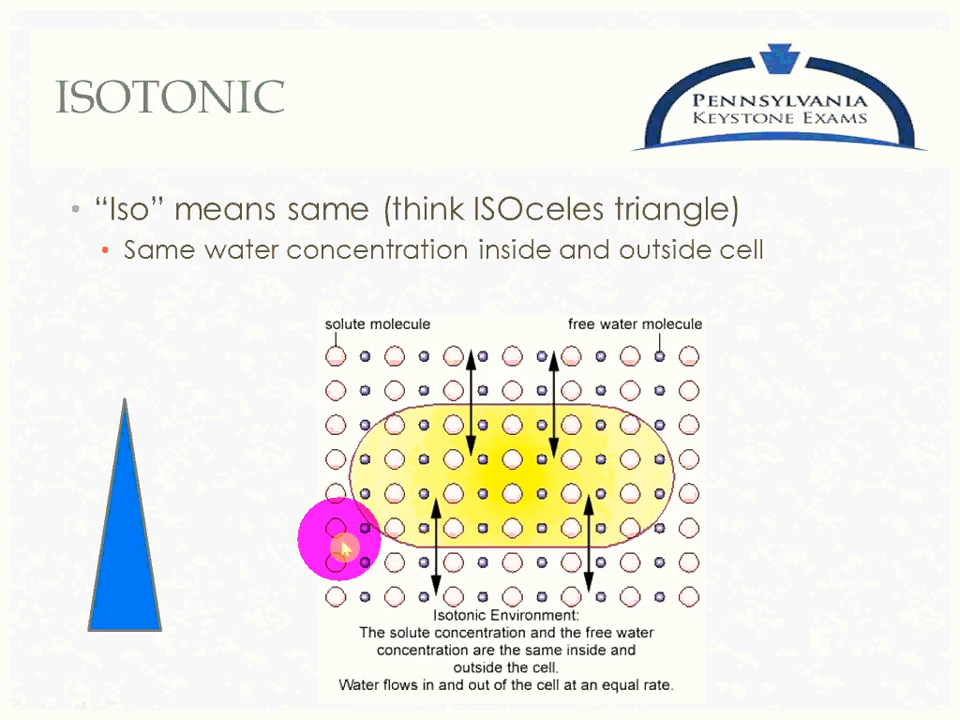 ISOTONIC
PENNSYLVANIA
KEYSTONE EXAMS
• “Iso” means same (think ISOceles triangle)
• Same water concentration inside and outside cell
solute molecule
free water molecule
Isotonic Environment:
The solute concentration and the free water
concentration are the same inside and
outside the cell.
Water flows in and out of the cell at an equal rate.